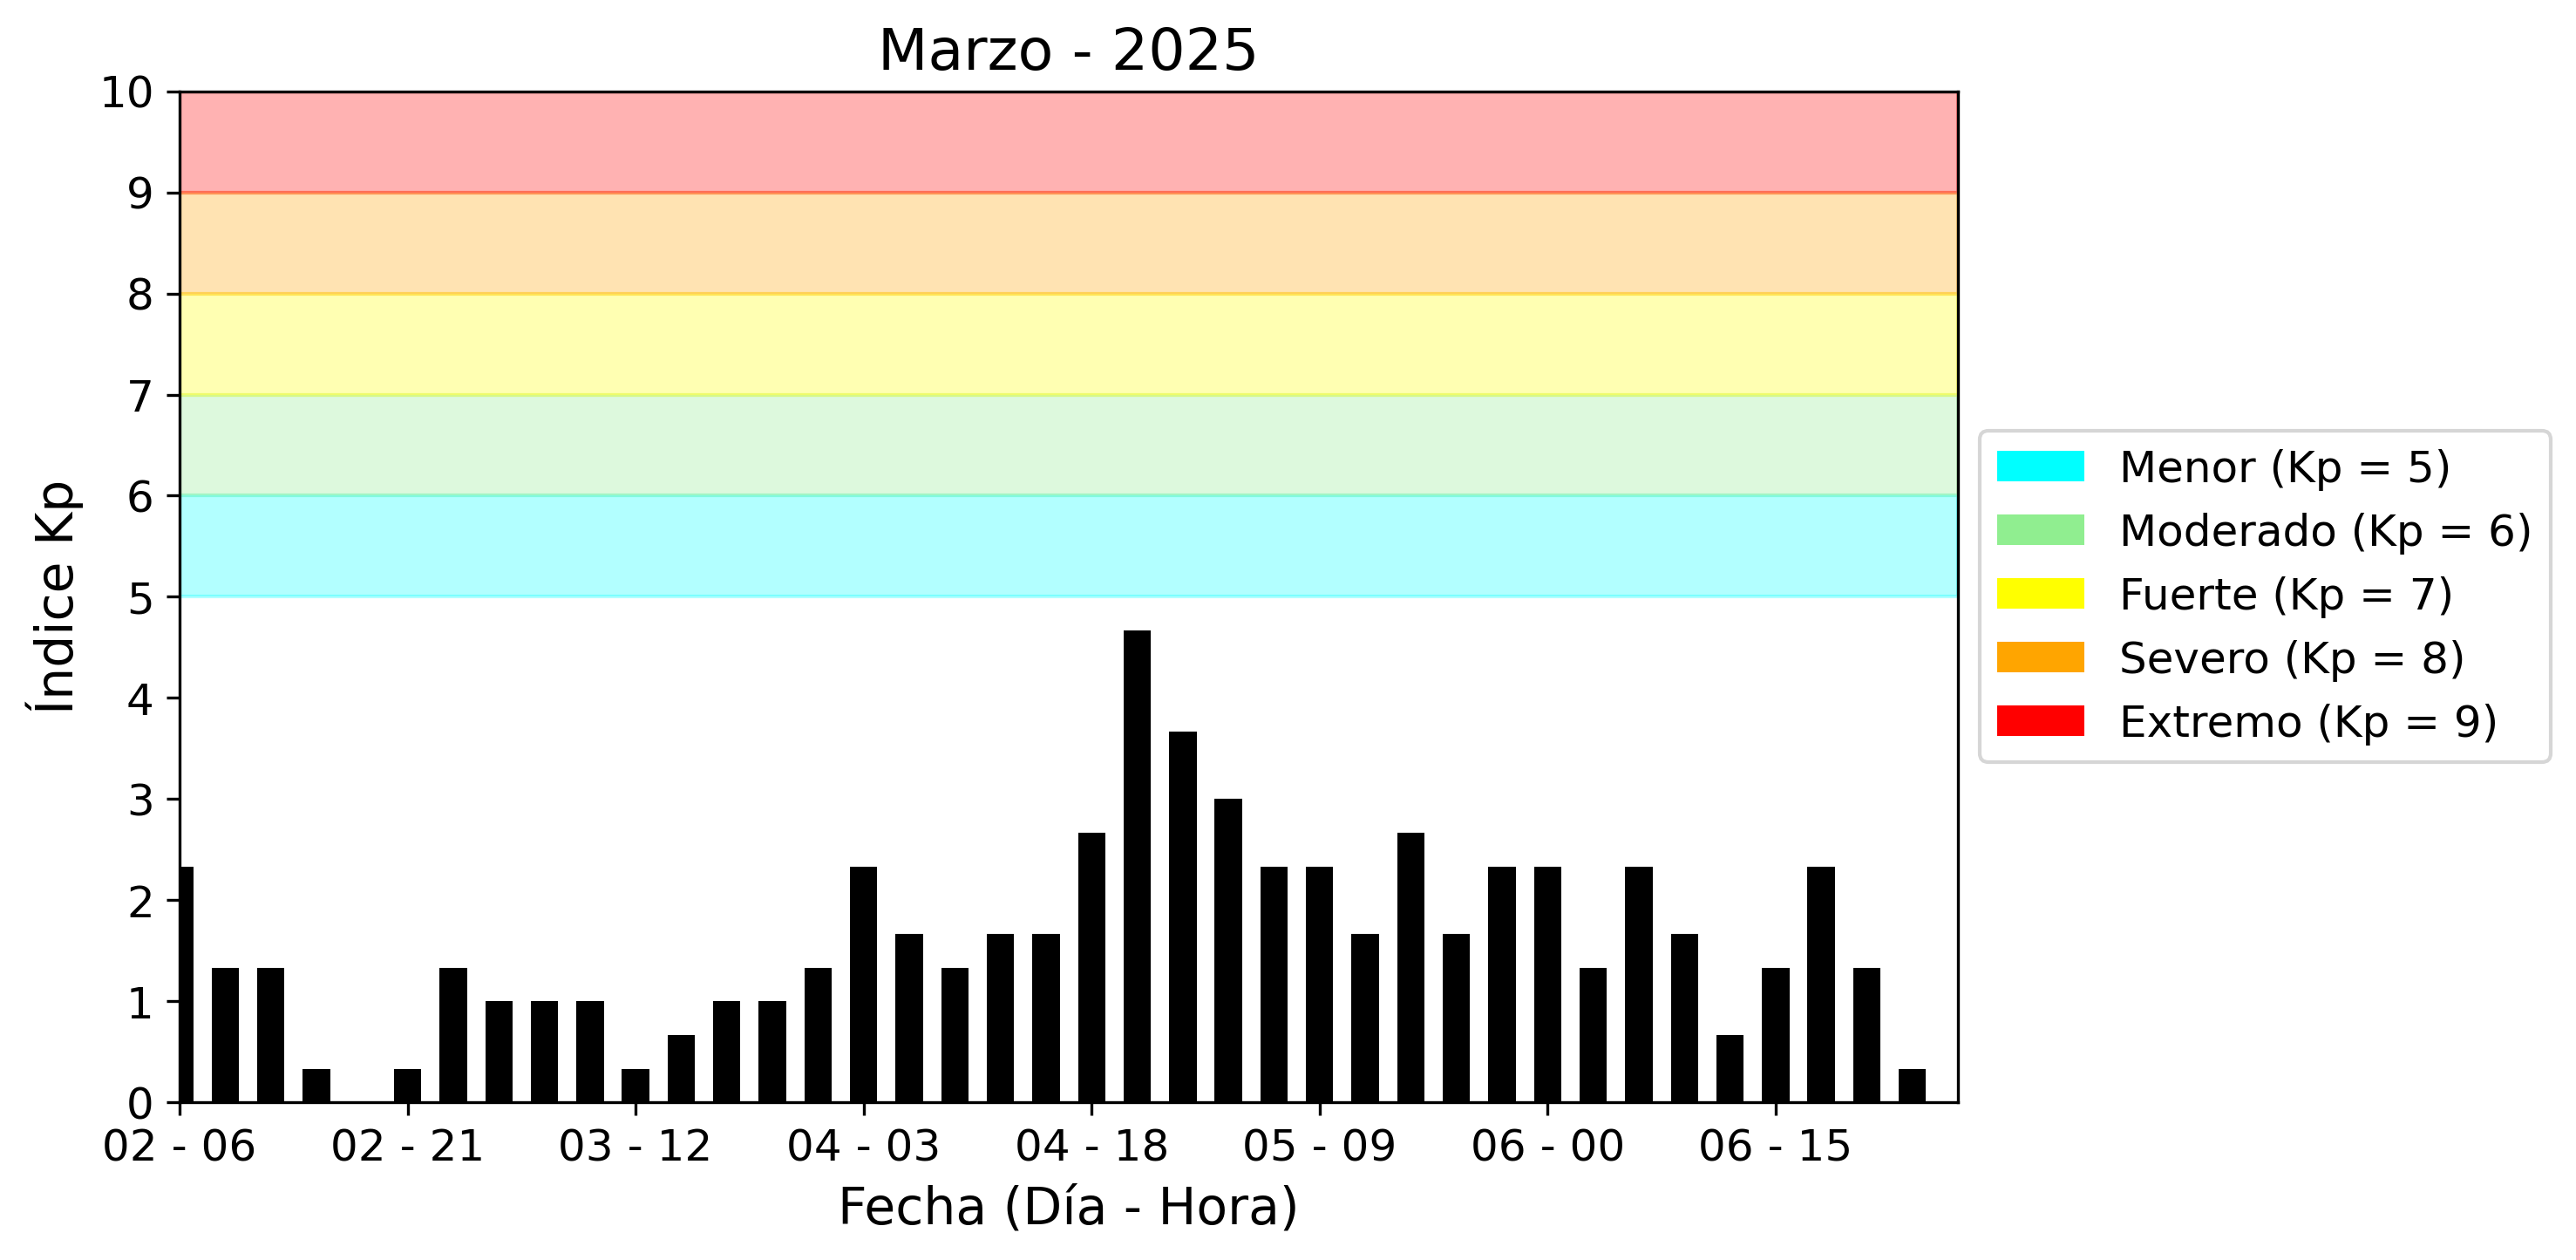 Marzo - 2025
10
9
8
7
6
5
4
3
2
1
0
Índice Kp
02 - 06
02 - 21
03 - 12
04 - 03
04 - 18
05 - 09
06 - 00
06 - 15
Fecha (Día - Hora)
Menor (Kp = 5)
Moderado (Kp = 6)
Fuerte (Kp = 7)
Severo (Kp = 8)
Extremo (Kp = 9)